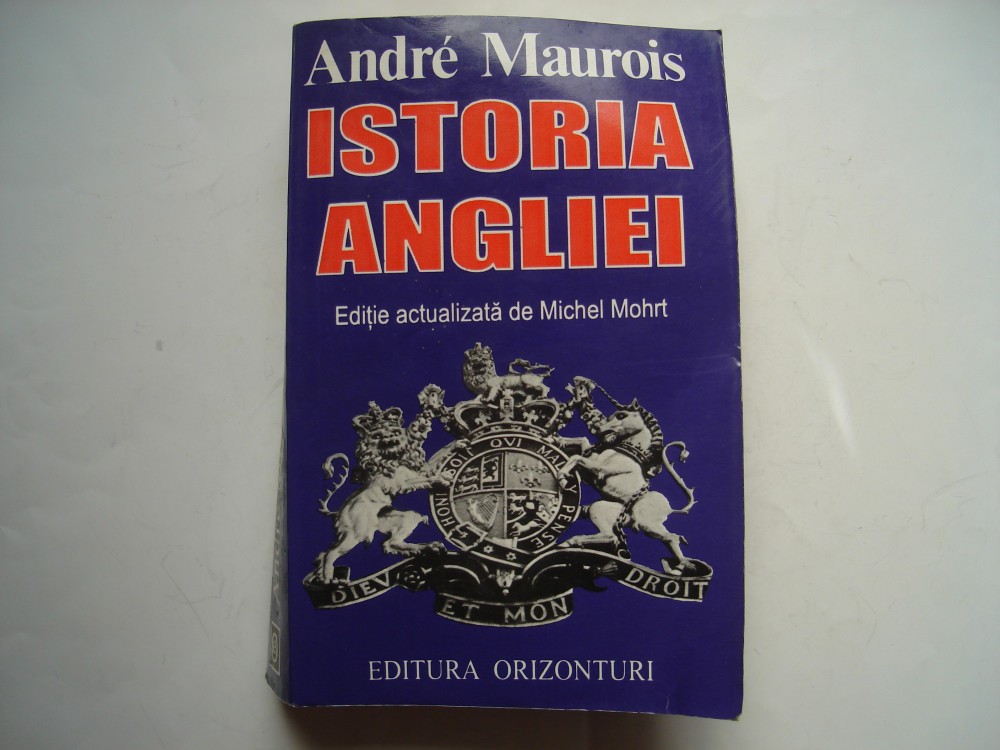 André Maurois
ISTORIA
ANGLIEI
Ediție actualizată de Michel Mohrt
HONI SOIT QUI MAL Y PENSE
DIEV
ET MON
DROIT
EDITURA ORIZONTURI